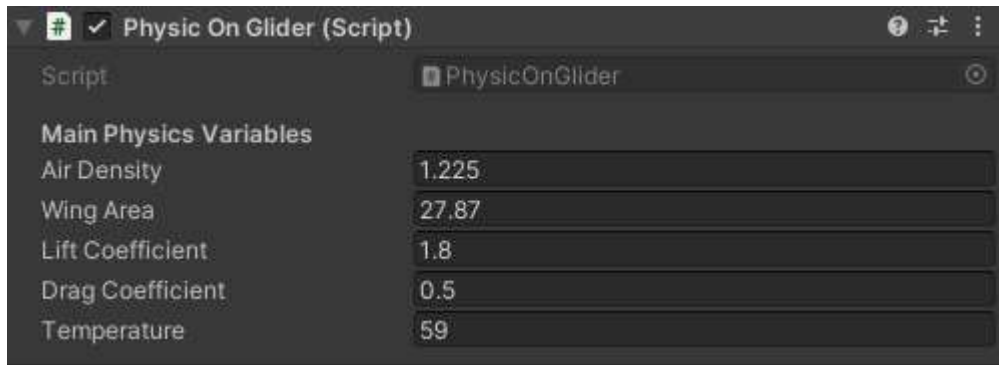 # Physic On Glider (Script)
Script PhysicOnGlider
Main Physics Variables
Air Density 1.225
Wing Area 27.87
Lift Coefficient 1.8
Drag Coefficient 0.5
Temperature 59